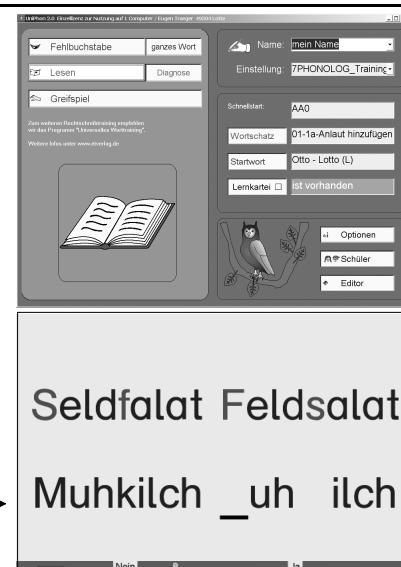 UniPhon 2.0 Einzellizenz zur Nutzung auf 1 Computer / Eugen Traeger
Fehlbuchstabe ganzes Wort
Lesen Diagnose
Greifspiel
Zum weiteren Rechtschreibtraining empfehlen
wir das Programm "Universelles Worttraining".
Weitere Infos unter www.etverlag.de
Name: mein Name
Einstellung: 7PHONOLOG_Training
Schnellstart: AA0
Wortschatz 01-1a-Anlaut hinzufügen
Startwort Otto - Lotto (L)
Lernkartei ist vorhanden
Optionen
Schüler
Editor
Seldfalat Feldsalat
Muhkilch _uh ilch
Nein Ja